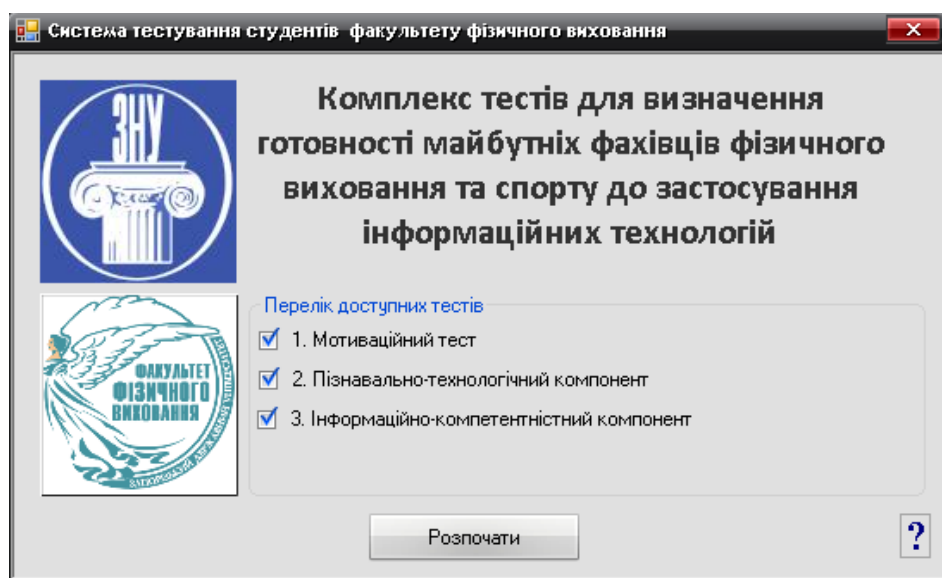 Система тестування студентів факультету фізичного виховання
ЗНУ
Комплекс тестів для визначення
готовності майбутніх фахівців фізичного
виховання та спорту до застосування
інформаційних технологій
ФАКУЛЬТЕТ
ФІЗИЧНОГО
ВИХОВАННЯ
Перелік доступних тестів
1. Мотиваційний тест
2. Пізнавально-технологічний компонент
3. Інформаційно-компетентністний компонент
Розпочати
?